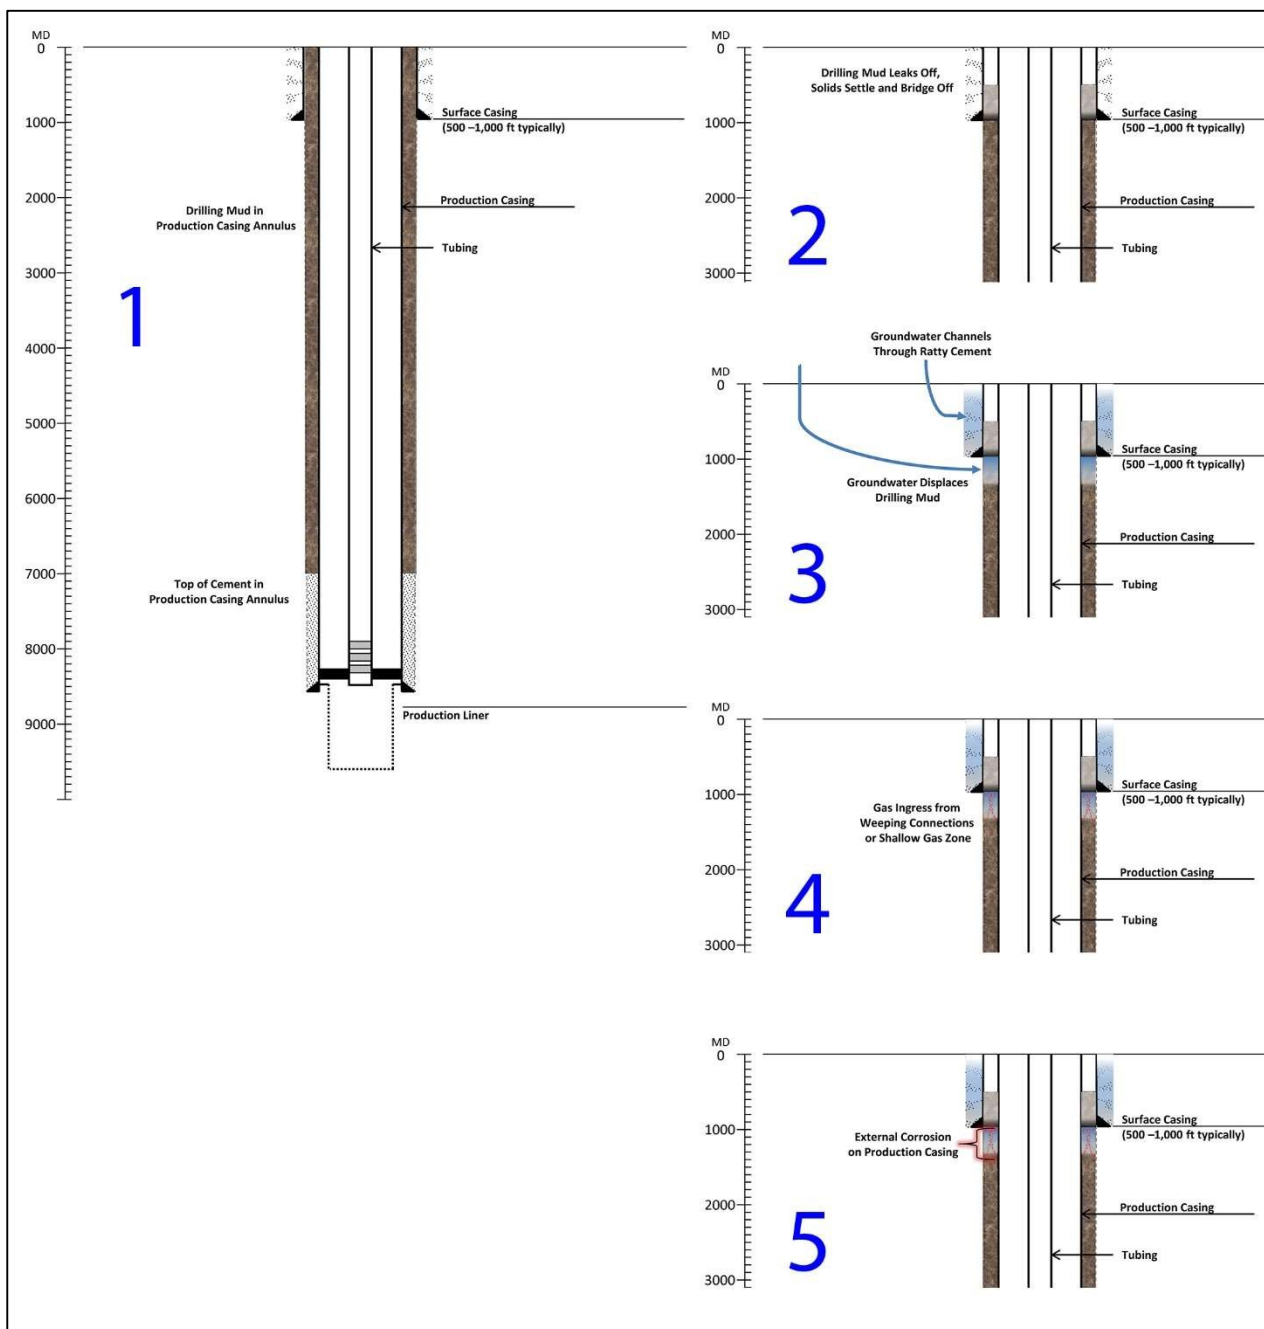 MD
0
1000
2000
3000
4000
5000
6000
7000
8000
9000
Surface Casing
(500 –1,000 ft typically)
Drilling Mud in
Production Casing Annulus
Production Casing
Tubing
1
Top of Cement in
Production Casing Annulus
Production Liner
MD
0
1000
2000
3000
Drilling Mud Leaks Off,
Solids Settle and Bridge Off
Surface Casing
(500 –1,000 ft typically)
Production Casing
2
Tubing
Groundwater Channels
Through Ratty Cement
MD
0
1000
2000
3000
Surface Casing
(500 –1,000 ft typically)
Groundwater Displaces
Drilling Mud
Production Casing
3
Tubing
MD
0
1000
2000
3000
Surface Casing
(500 –1,000 ft typically)
Gas Ingress from
Weeping Connections
or Shallow Gas Zone
Production Casing
4
Tubing
MD
0
1000
2000
3000
Surface Casing
(500 –1,000 ft typically)
External Corrosion
on Production Casing
Production Casing
5
Tubing